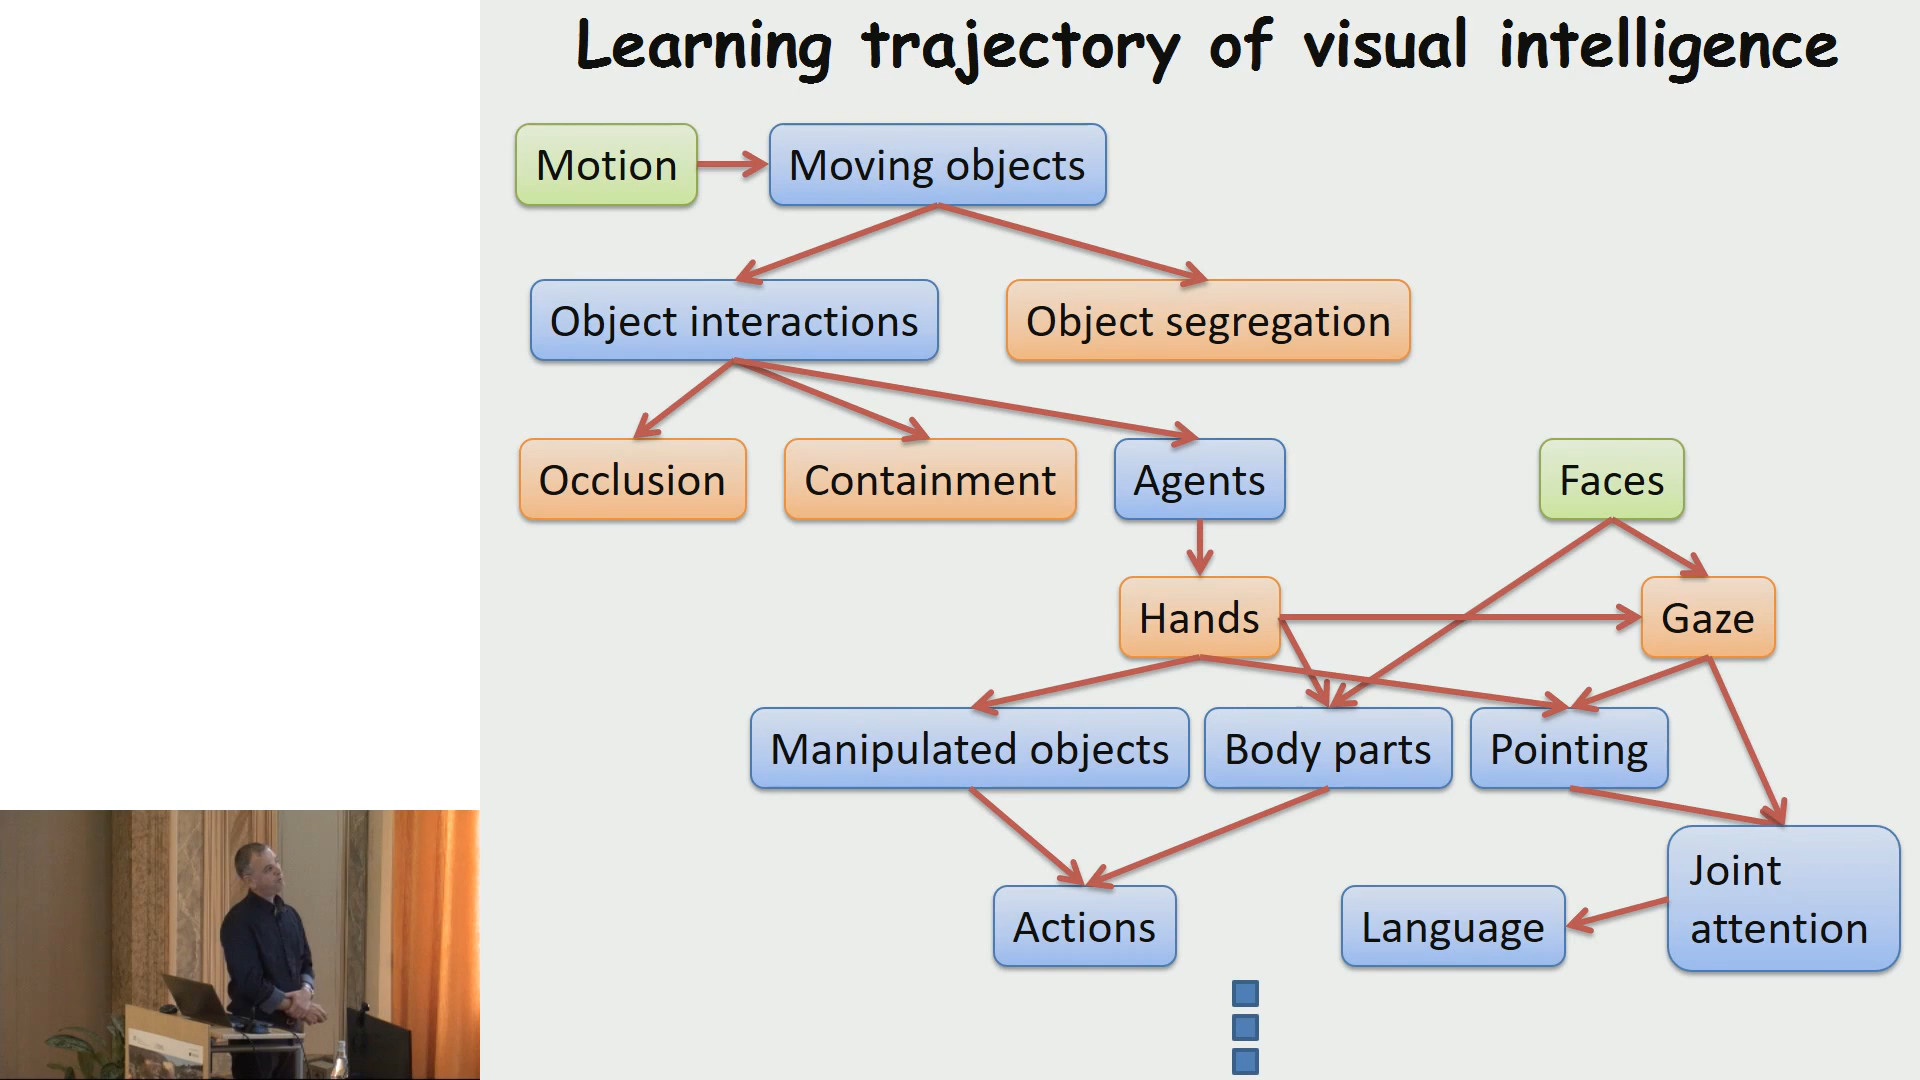 Learning trajectory of visual intelligence
Motion
Moving objects
Object interactions
Object segregation
Occlusion
Containment
Agents
Faces
Hands
Gaze
Manipulated objects
Body parts
Pointing
Actions
Language
Joint
attention